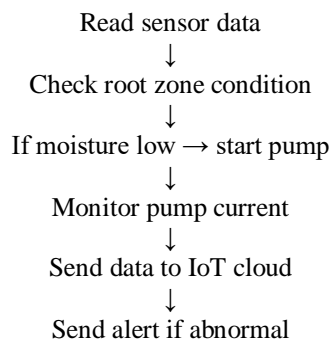 Read sensor data
↓
Check root zone condition
↓
If moisture low → start pump
↓
Monitor pump current
↓
Send data to IoT cloud
↓
Send alert if abnormal